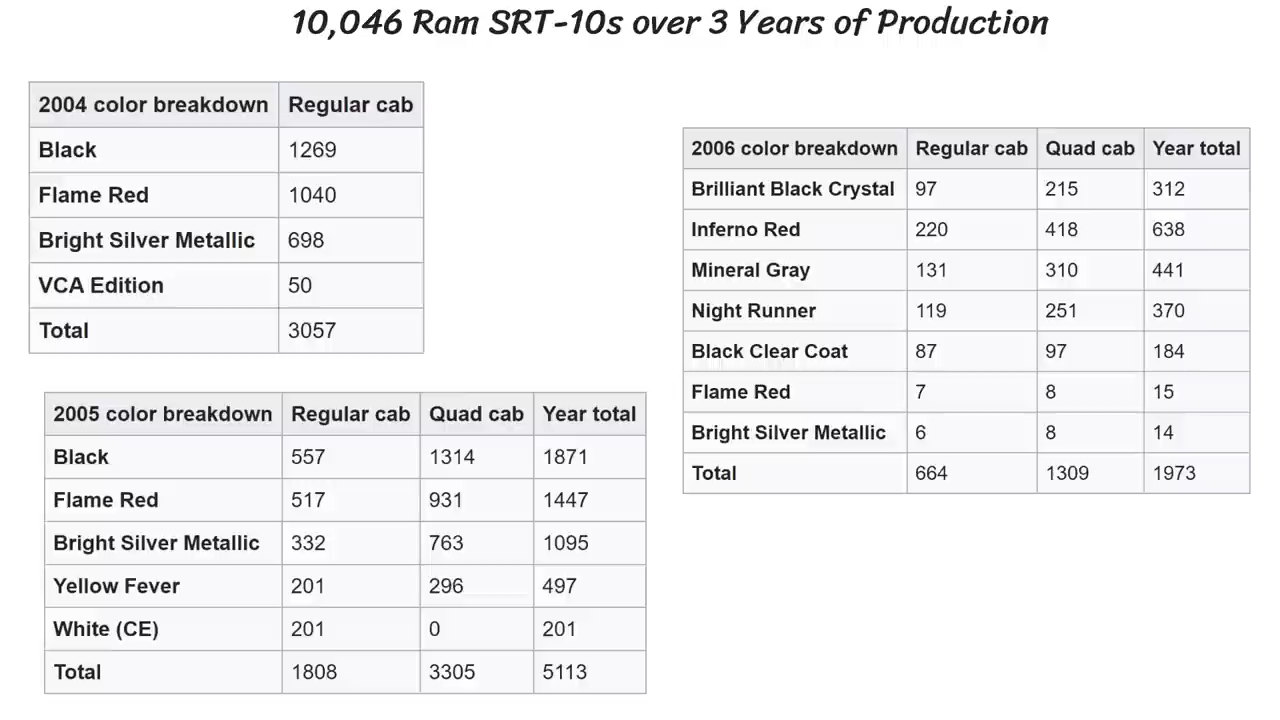 10,046 Ram SRT-10s over 3 Years of Production
2004 color breakdown Regular cab
Black 1269
Flame Red 1040
Bright Silver Metallic 698
VCA Edition 50
Total 3057
2005 color breakdown Regular cab Quad cab Year total
Black 557 1314 1871
Flame Red 517 931 1447
Bright Silver Metallic 332 763 1095
Yellow Fever 201 296 497
White (CE) 201 0 201
Total 1808 3305 5113
2006 color breakdown Regular cab Quad cab Year total
Brilliant Black Crystal 97 215 312
Inferno Red 220 418 638
Mineral Gray 131 310 441
Night Runner 119 251 370
Black Clear Coat 87 97 184
Flame Red 7 8 15
Bright Silver Metallic 6 8 14
Total 664 1309 1973